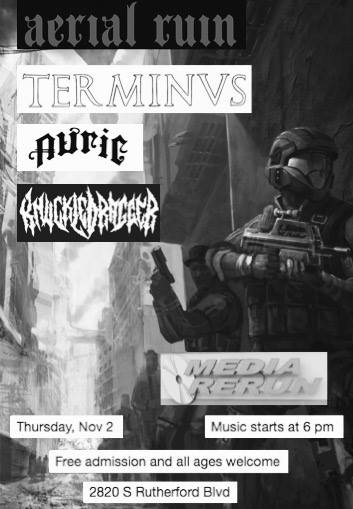 aerial ruin
TERMINVS
AURIC
KNUCKLEDRAGGER
MEDIA
RERUN
Thursday, Nov 2
Music starts at 6 pm
Free admission and all ages welcome
2820 S Rutherford Blvd